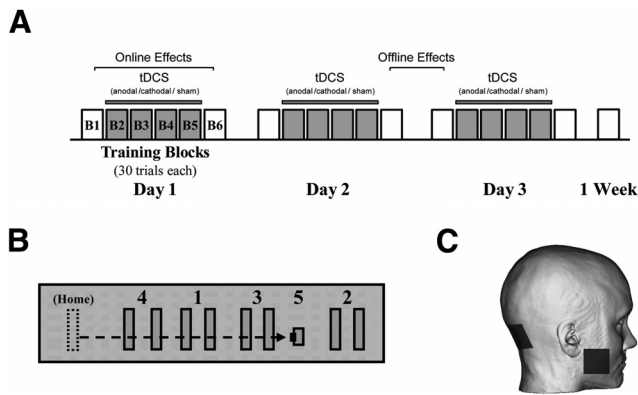 A
Online Effects
Offline Effects
tDCS
(anodal/cathodal/ sham)
tDCS
(anodal/cathodal/ sham)
tDCS
(anodal/cathodal/ sham)
B1 B2 B3 B4 B5 B6
Training Blocks
(30 trials each)
Day 1
Day 2
Day 3
1 Week
B
C
(Home) 4 1 3 5 2